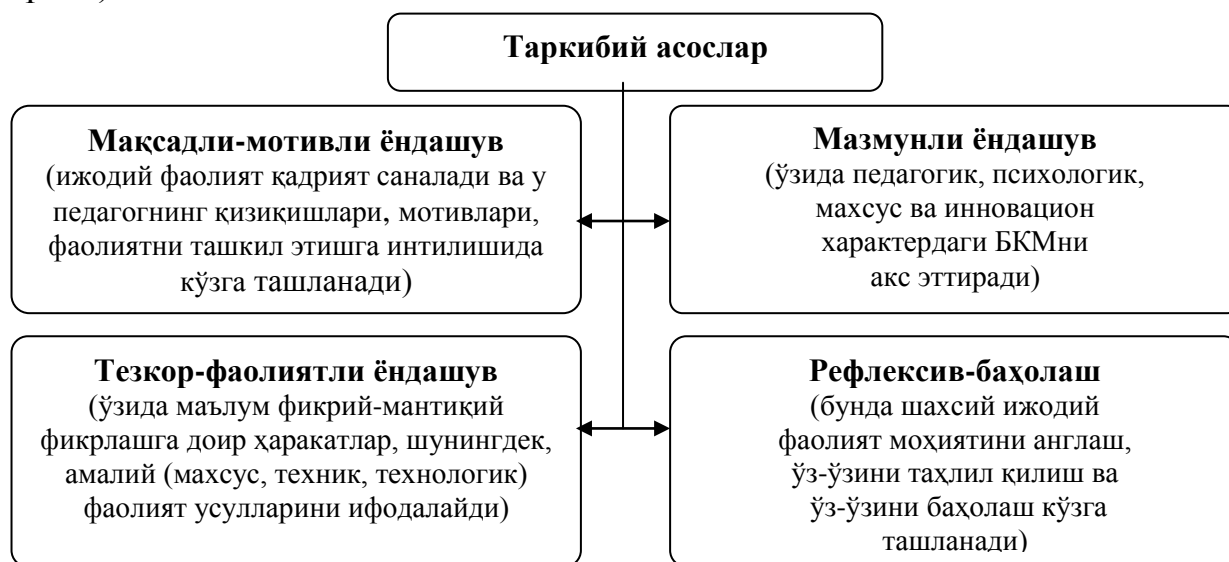 Таркибий асослар
Мақсадли-мотивли ёндашув
(ижодий фаолият қадрият саналади ва у
педагогнинг қизиқишлари, мотивлари,
фаолиятни ташкил этишга интилишида
кўзга ташланади)
Мазмунли ёндашув
(ўзида педагогик, психологик,
махсус ва инновацион
характердаги БКМни
акс эттиради)
Тезкор-фаолиятли ёндашув
(ўзида маълум фикрий-мантиқий
фикрлашга доир ҳаракатлар, шунингдек,
амалий (махсус, техник, технологик)
фаолият усулларини ифодалайди)
Рефлексив-баҳолаш
(бунда шахсий ижодий
фаолият моҳиятини англаш,
ўз-ўзини таҳлил қилиш ва
ўз-ўзини баҳолаш кўзга
ташланади)